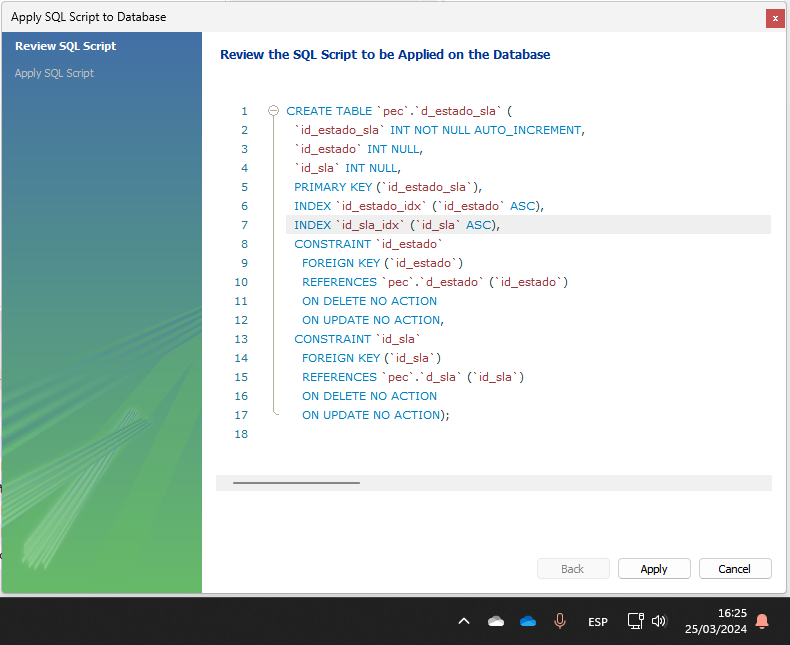 Apply SQL Script to Database
x
Review SQL Script
Apply SQL Script
Review the SQL Script to be Applied on the Database
1 CREATE TABLE `pec`.`d_estado_sla` (
2 `id_estado_sla` INT NOT NULL AUTO_INCREMENT,
3 `id_estado` INT NULL,
4 `id_sla` INT NULL,
5 PRIMARY KEY (`id_estado_sla`),
6 INDEX `id_estado_idx` (`id_estado` ASC),
7 INDEX `id_sla_idx` (`id_sla` ASC),
8 CONSTRAINT `id_estado`
9 FOREIGN KEY (`id_estado`)
10 REFERENCES `pec`.`d_estado` (`id_estado`)
11 ON DELETE NO ACTION
12 ON UPDATE NO ACTION,
13 CONSTRAINT `id_sla`
14 FOREIGN KEY (`id_sla`)
15 REFERENCES `pec`.`d_sla` (`id_sla`)
16 ON DELETE NO ACTION
17 ON UPDATE NO ACTION);
18
Back Apply Cancel
ESP
16:25
25/03/2024